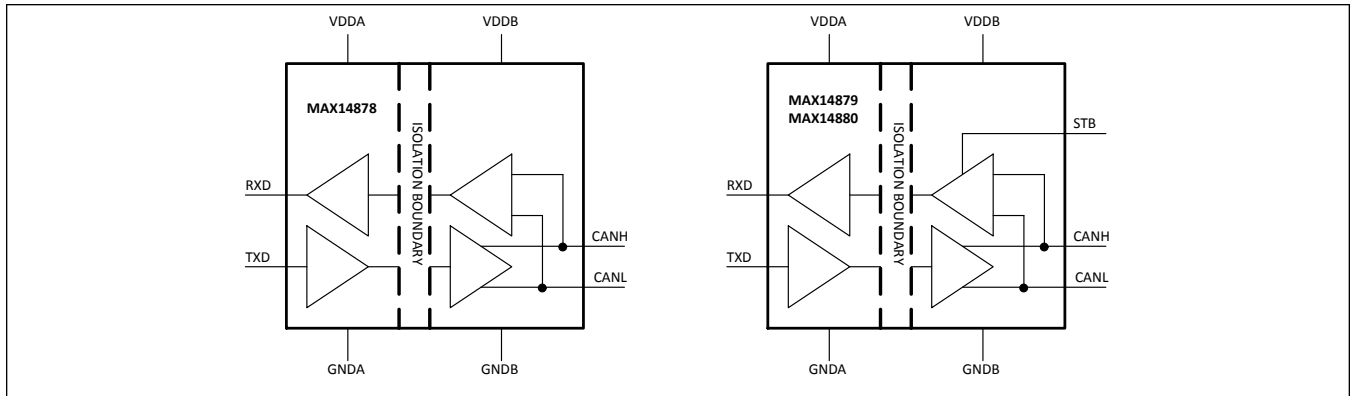 VDDA
VDDB
MAX14878
ISOLATION BOUNDARY
RXD
TXD
CANH
CANL
GNDA
GNDB
VDDA
VDDB
MAX14879
MAX14880
ISOLATION BOUNDARY
STB
RXD
TXD
CANH
CANL
GNDA
GNDB